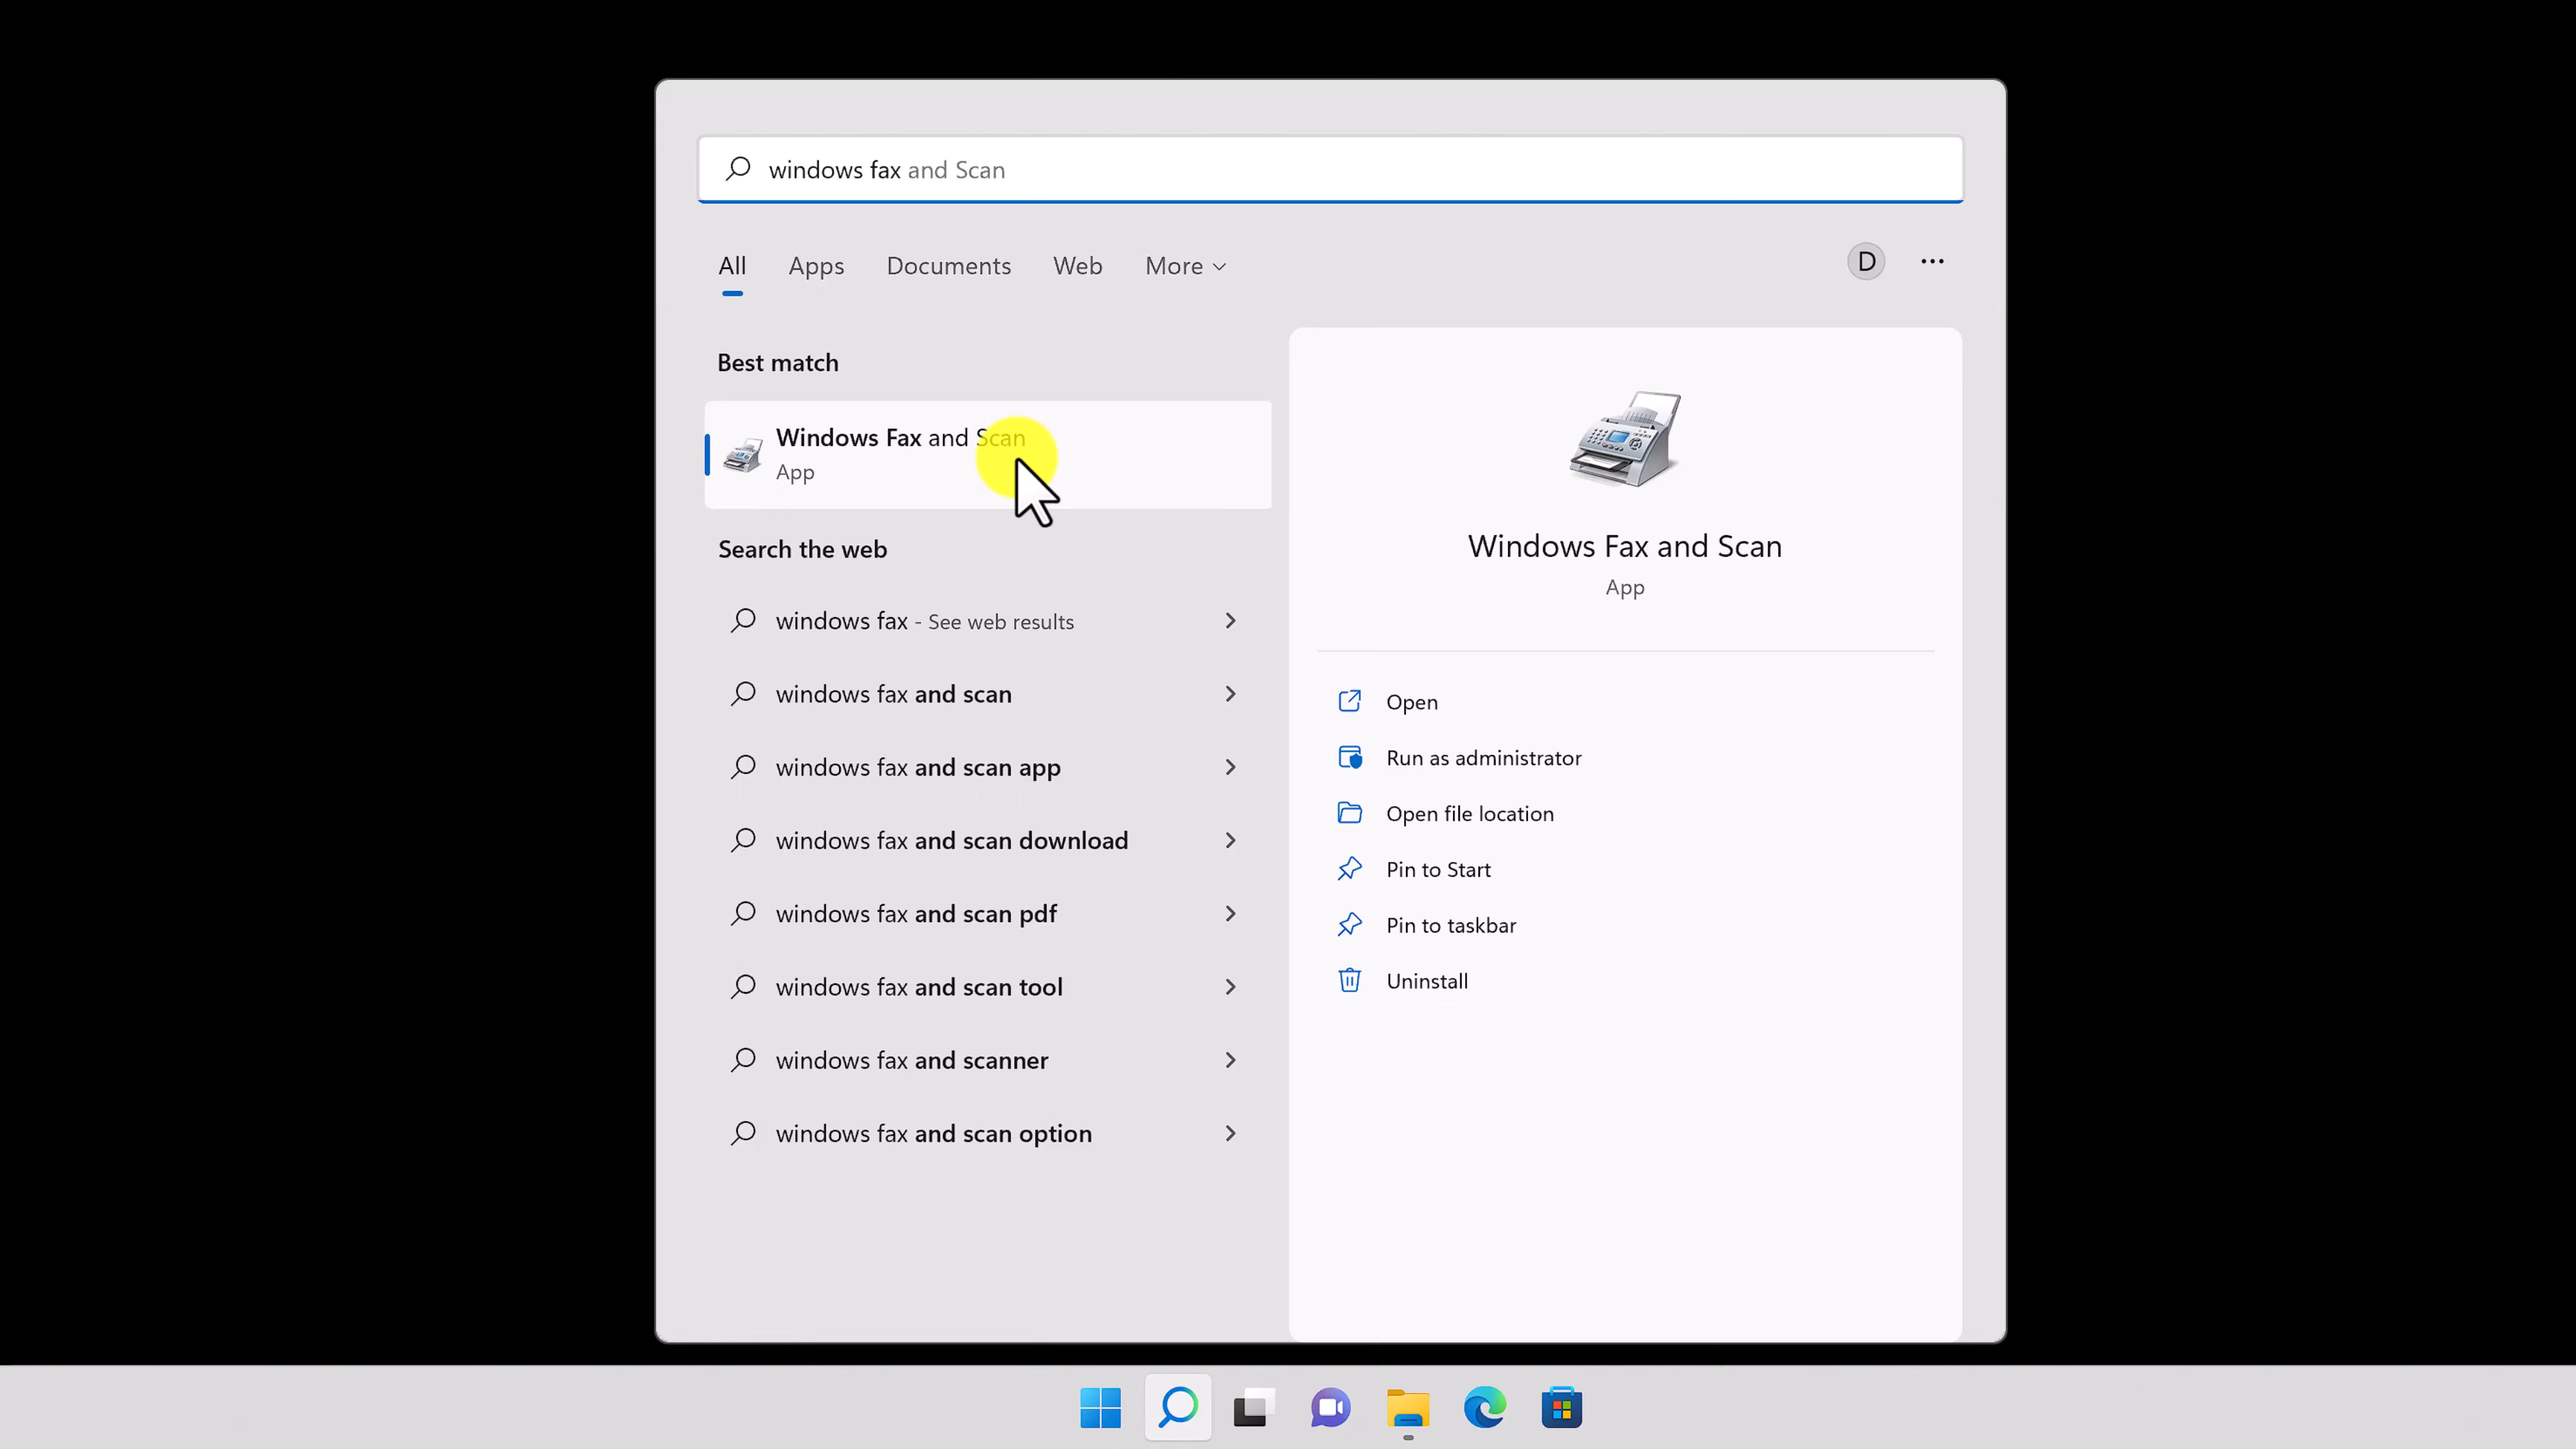 windows fax and Scan
All Apps Documents Web More
D
Best match
Windows Fax and Scan
App
Search the web
windows fax - See web results
windows fax and scan
windows fax and scan app
windows fax and scan download
windows fax and scan pdf
windows fax and scan tool
windows fax and scanner
windows fax and scan option
Windows Fax and Scan
App
Open
Run as administrator
Open file location
Pin to Start
Pin to taskbar
Uninstall